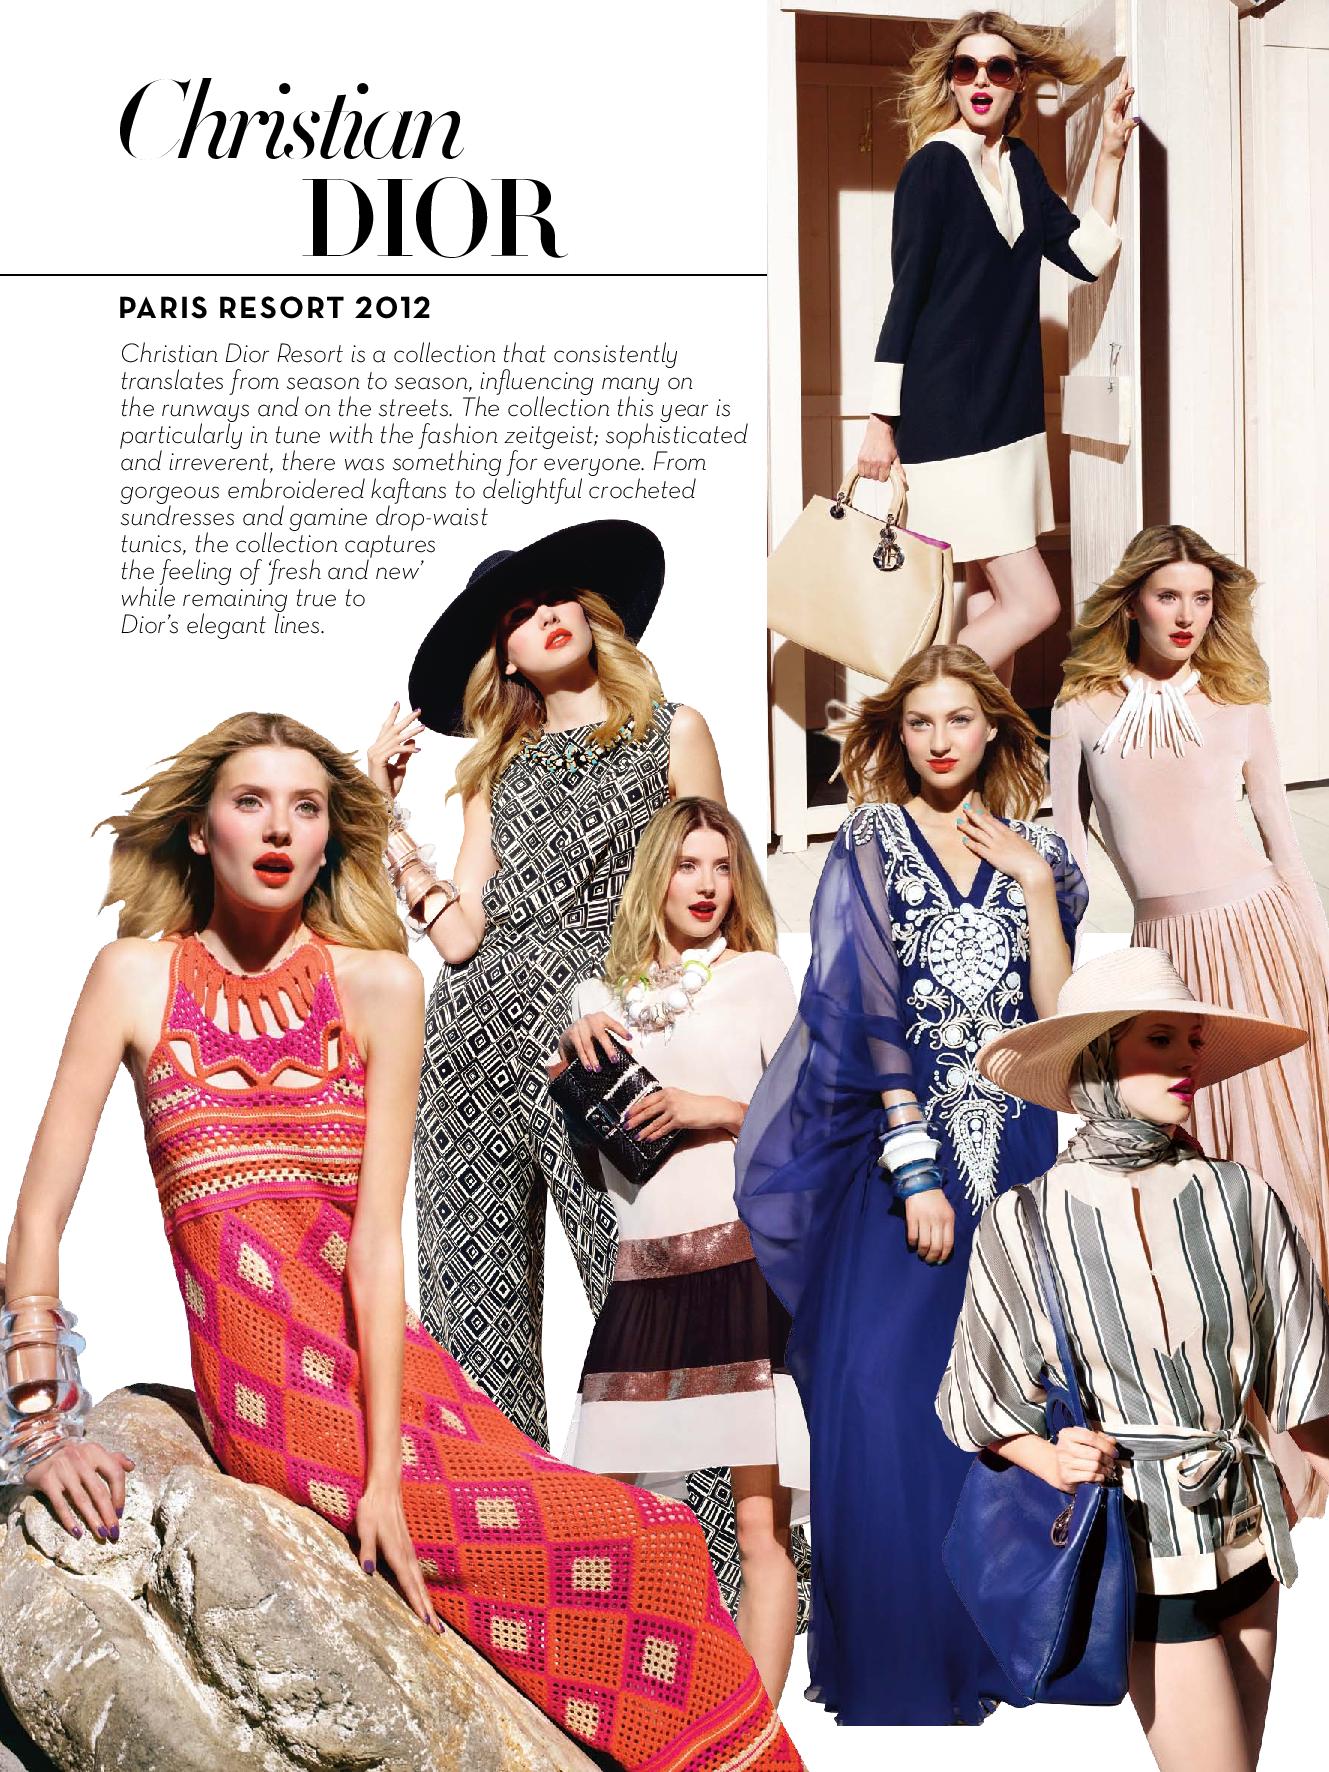 Christian
DIOR
PARIS RESORT 2012
Christian Dior Resort is a collection that consistently
translates from season to season, influencing many on
the runways and on the streets. The collection this year is
particularly in tune with the fashion zeitgeist; sophisticated
and irreverent, there was something for everyone. From
gorgeous embroidered kaftans to delightful crocheted
sundresses and gamine drop-waist
tunics, the collection captures
the feeling of ‘fresh and new’
while remaining true to
Dior’s elegant lines.